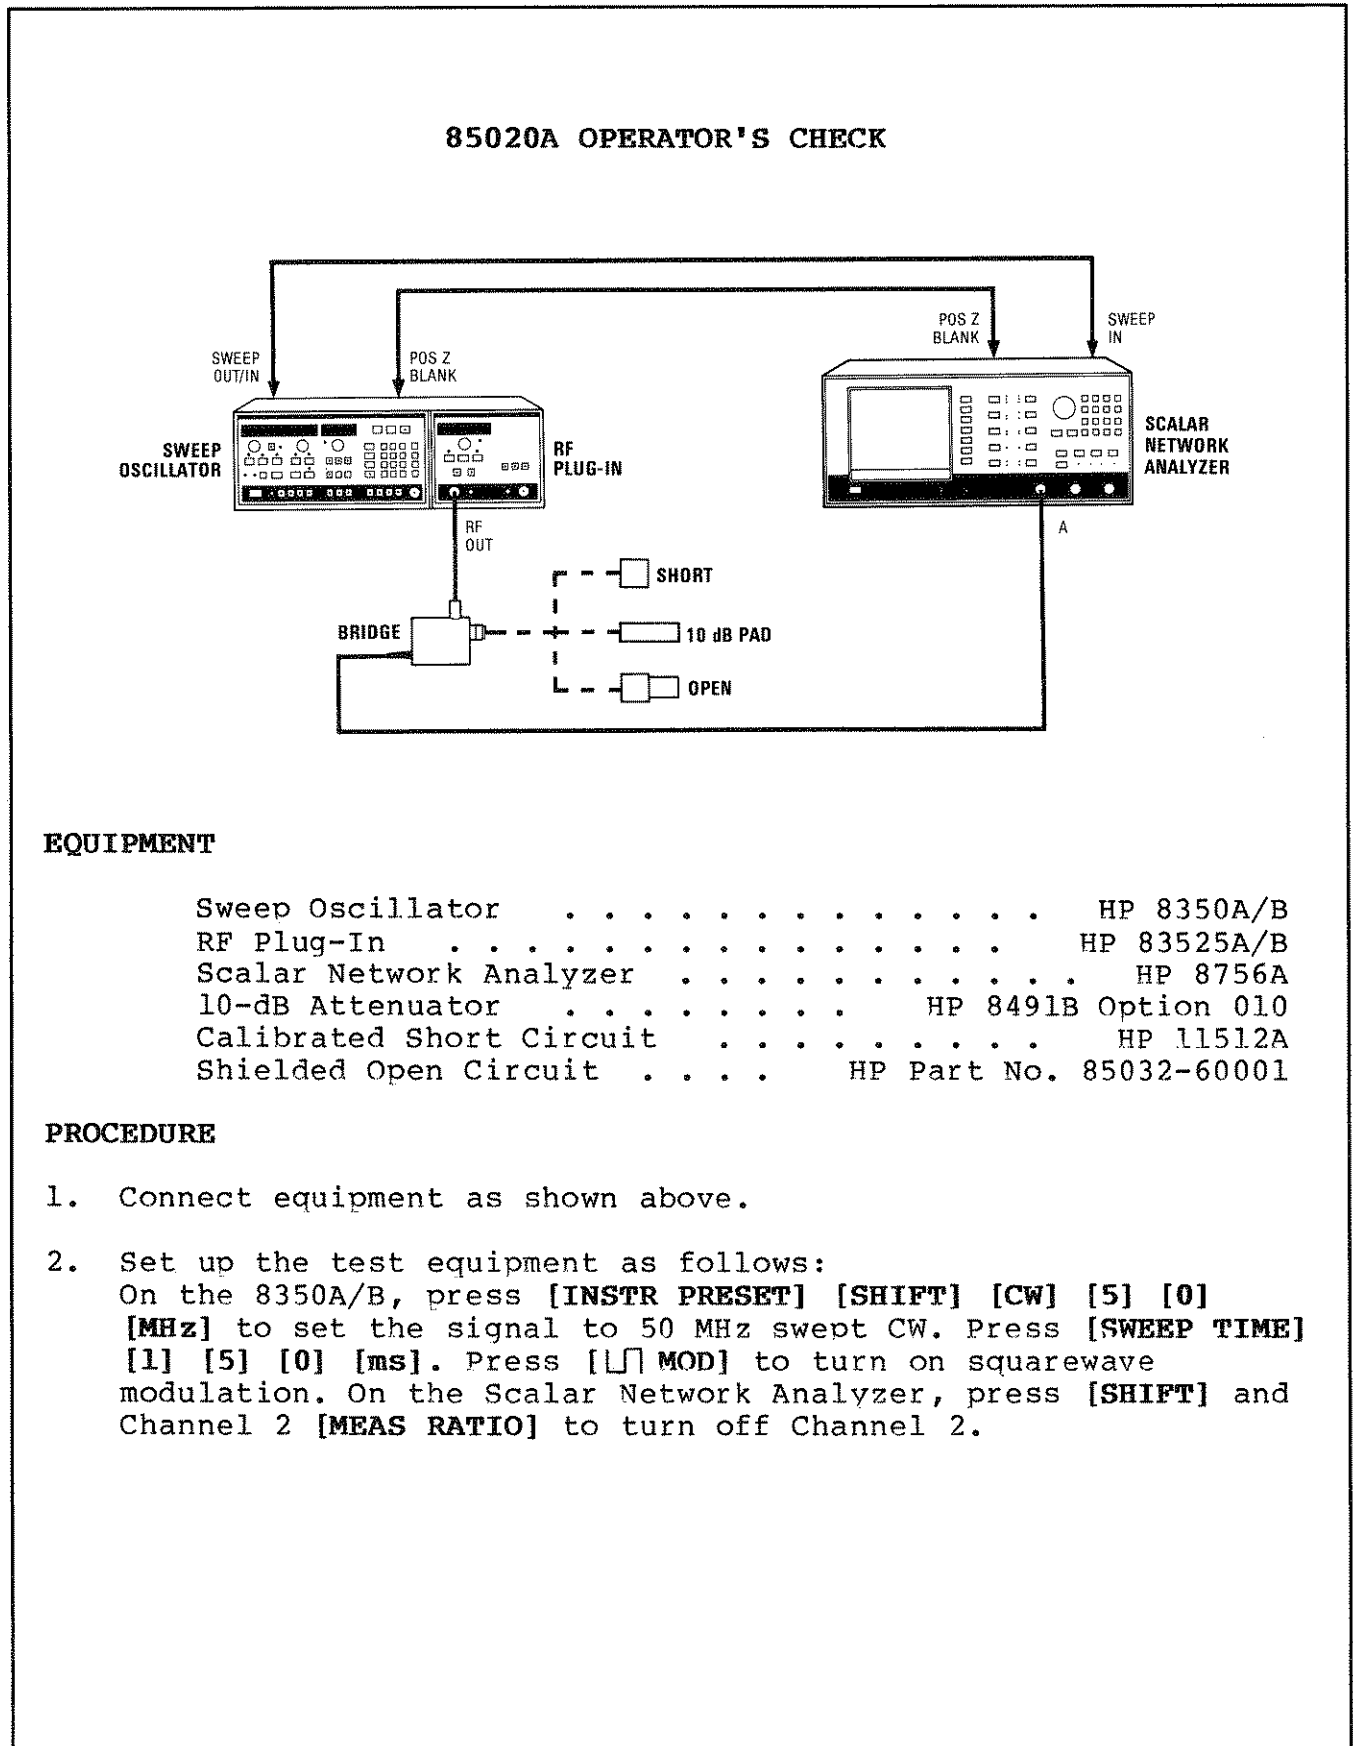 85020A OPERATOR'S CHECK
POS Z
BLANK
SWEEP
IN
SWEEP
OUT/IN
POS Z
BLANK
SWEEP
OSCILLATOR
RF
PLUG-IN
SCALAR
NETWORK
ANALYZER
RF
OUT
A
SHORT
BRIDGE
10 dB PAD
OPEN
EQUIPMENT
Sweep Oscillator . . . . . . . . . . . . . HP 8350A/B
RF Plug-In . . . . . . . . . . . . . . . HP 83525A/B
Scalar Network Analyzer . . . . . . . . . . . HP 8756A
10-dB Attenuator . . . . . . . . HP 8491B Option 010
Calibrated Short Circuit . . . . . . . . . HP 11512A
Shielded Open Circuit . . . . HP Part No. 85032-60001
PROCEDURE
1. Connect equipment as shown above.
2. Set up the test equipment as follows:
On the 8350A/B, press [INSTR PRESET] [SHIFT] [CW] [5] [0]
[MHz] to set the signal to 50 MHz swept CW. Press [SWEEP TIME]
[1] [5] [0] [ms]. Press [⊔⊓ MOD] to turn on squarewave
modulation. On the Scalar Network Analyzer, press [SHIFT] and
Channel 2 [MEAS RATIO] to turn off Channel 2.